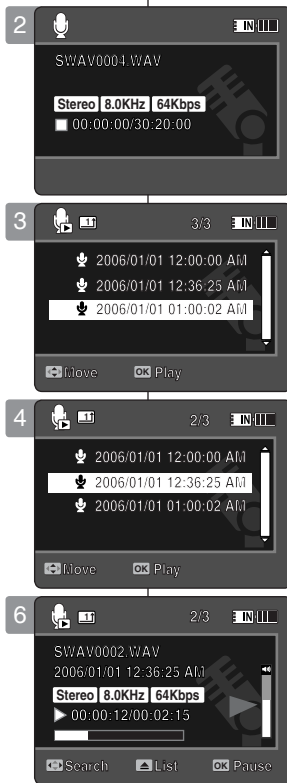 2
IN
SWAV0004.WAV
Stereo 8.0KHz 64Kbps
00:00:00/30:20:00
3
3/3 IN
2006/01/01 12:00:00 AM
2006/01/01 12:36:25 AM
2006/01/01 01:00:02 AM
Move OK Play
4
2/3 IN
2006/01/01 12:00:00 AM
2006/01/01 12:36:25 AM
2006/01/01 01:00:02 AM
Move OK Play
6
2/3 IN
SWAV0002.WAV
2006/01/01 12:36:25 AM
Stereo 8.0KHz 64Kbps
00:00:12/00:02:15
Search List OK Pause